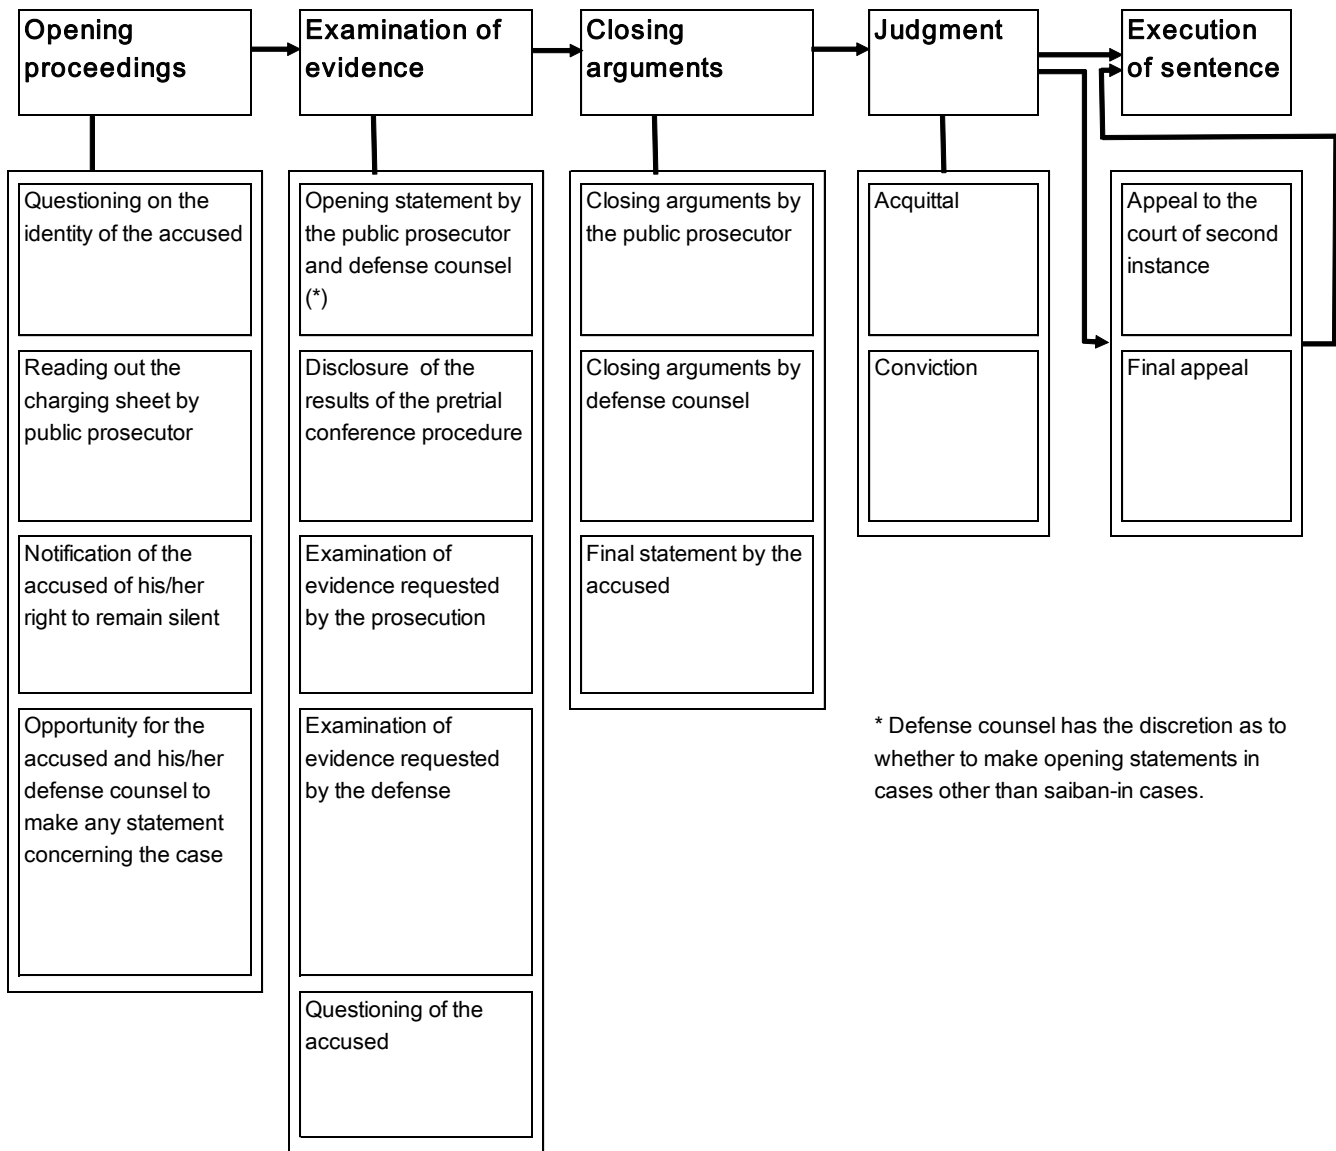 Opening
proceedings
Examination of
evidence
Closing
arguments
Judgment
Execution
of sentence
Questioning on the
identity of the accused
Reading out the
charging sheet by
public prosecutor
Notification of the
accused of his/her
right to remain silent
Opportunity for the
accused and his/her
defense counsel to
make any statement
concerning the case
Opening statement by
the public prosecutor
and defense counsel
(*)
Disclosure of the
results of the pretrial
conference procedure
Examination of
evidence requested
by the prosecution
Examination of
evidence requested
by the defense
Questioning of the
accused
Closing arguments by
the public prosecutor
Closing arguments by
defense counsel
Final statement by the
accused
Acquittal
Conviction
Appeal to the
court of second
instance
Final appeal
* Defense counsel has the discretion as to
whether to make opening statements in
cases other than saiban-in cases.